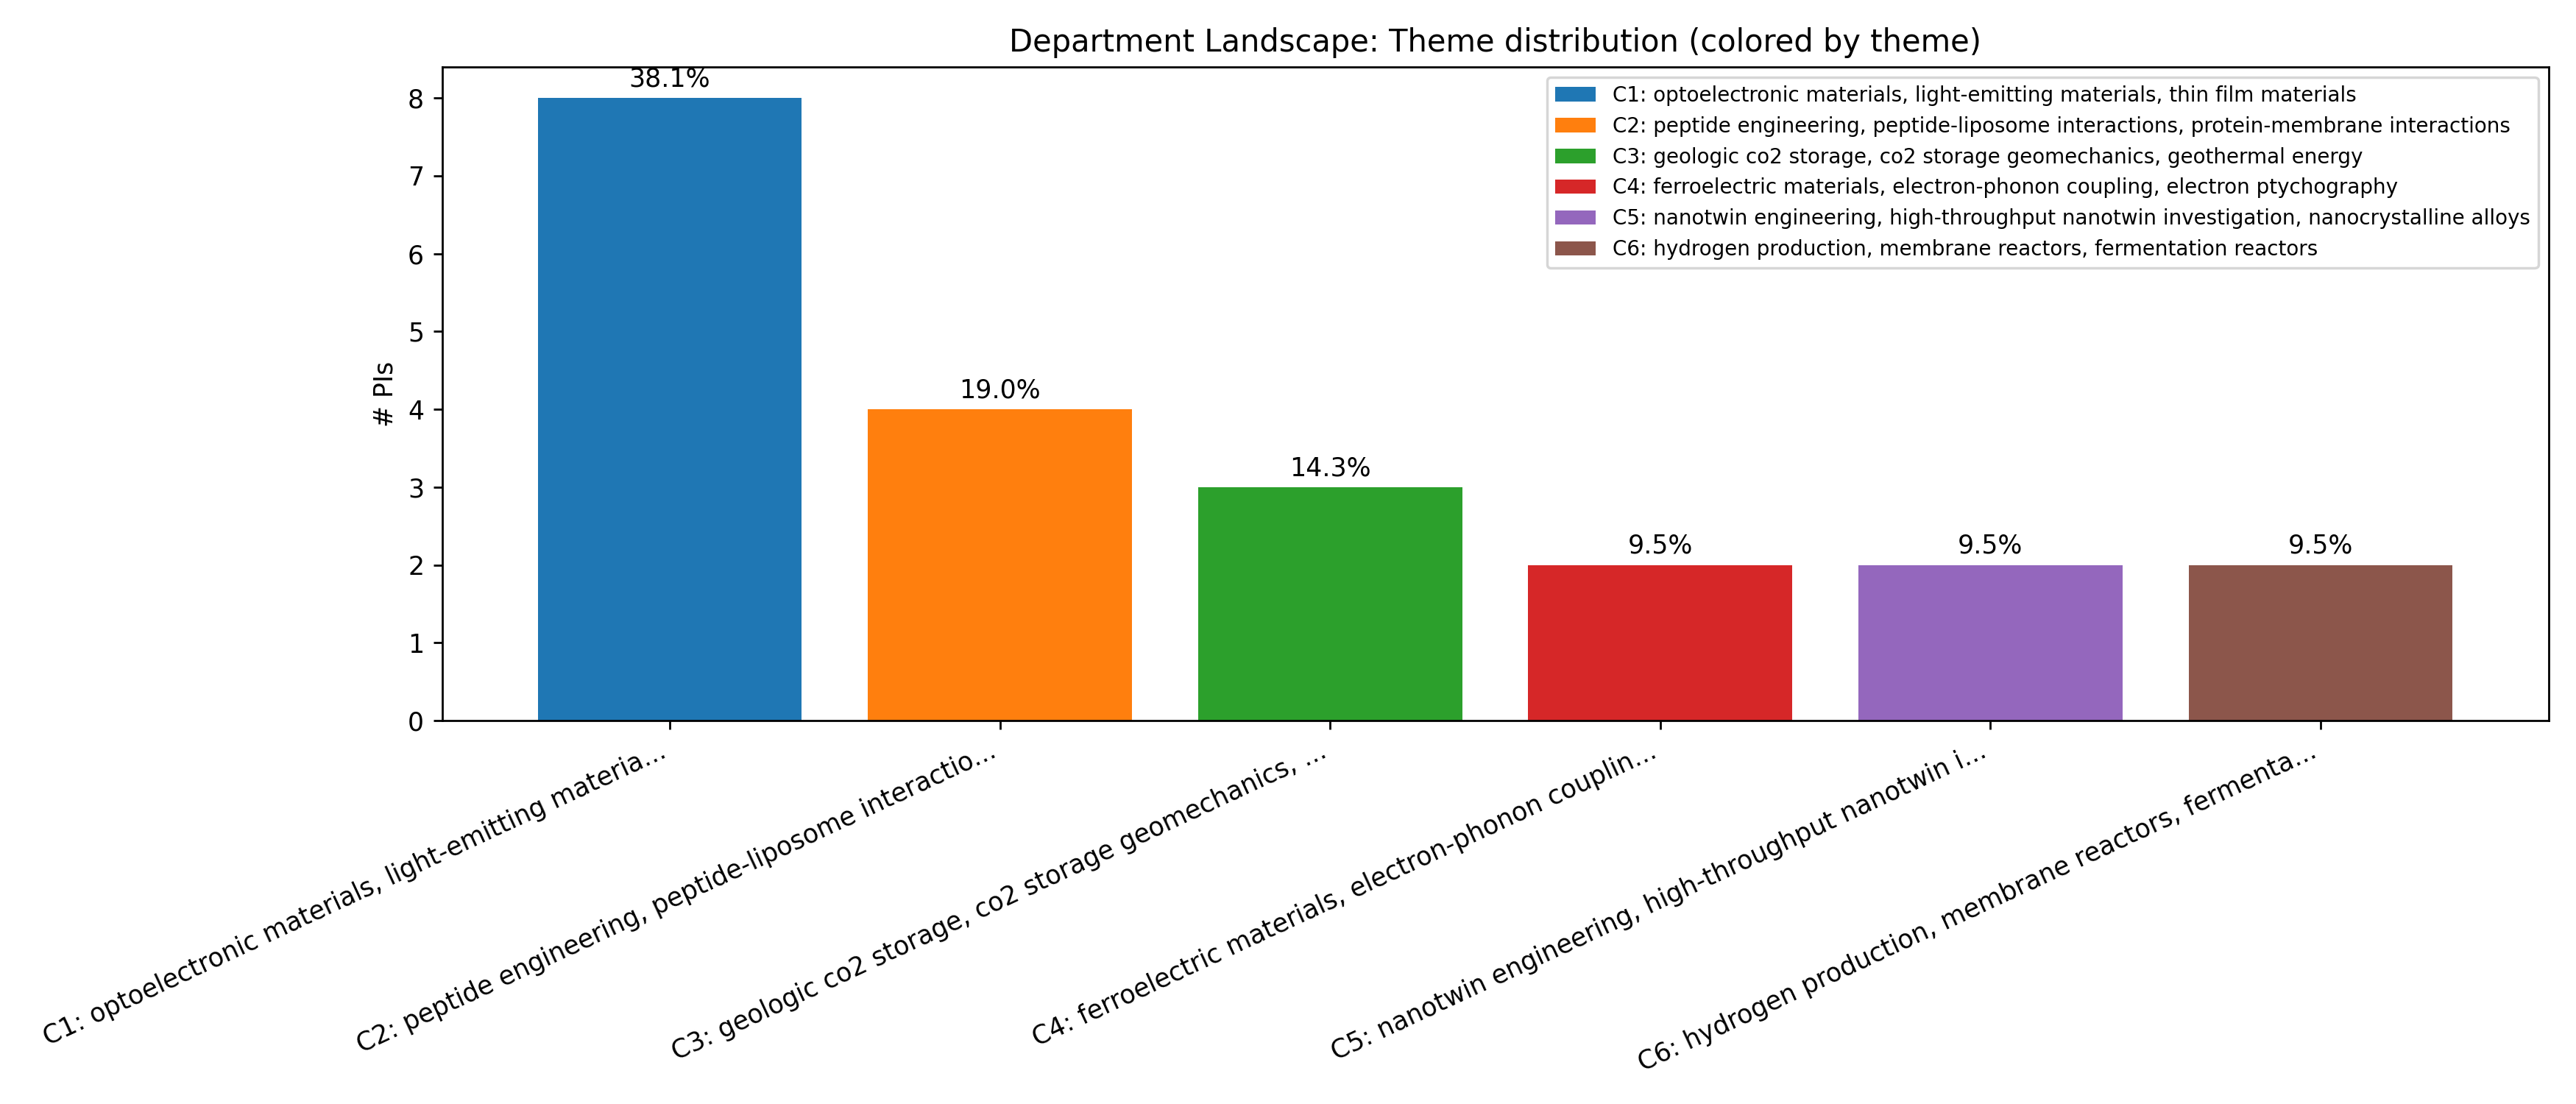 Department Landscape: Theme distribution (colored by theme)
38.1%
19.0%
14.3%
9.5%
9.5%
9.5%
C1: optoelectronic materials, light-emitting materials, thin film materials
C2: peptide engineering, peptide-liposome interactions, protein-membrane interactions
C3: geologic co2 storage, co2 storage geomechanics, geothermal energy
C4: ferroelectric materials, electron-phonon coupling, electron ptychography
C5: nanotwin engineering, high-throughput nanotwin investigation, nanocrystalline alloys
C6: hydrogen production, membrane reactors, fermentation reactors
# PIs
8
7
6
5
4
3
2
1
0
C1: optoelectronic materials, light-emitting materia...
C2: peptide engineering, peptide-liposome interactio...
C3: geologic co2 storage, co2 storage geomechanics, ...
C4: ferroelectric materials, electron-phonon couplin...
C5: nanotwin engineering, high-throughput nanotwin i...
C6: hydrogen production, membrane reactors, fermenta...